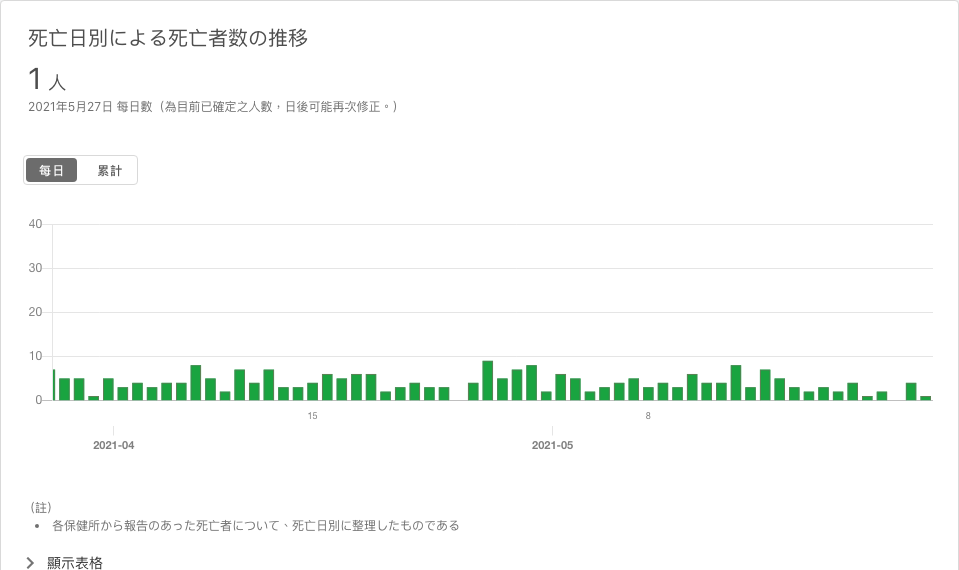 死亡日別による死亡者数の推移
1 人
2021年5月27日 每日數（為目前已確定之人數，日後可能再次修正。）
每日 累計
40
30
20
10
0
15 8
2021-04 2021-05
（註）
• 各保健所から報告のあった死亡者について、死亡日別に整理したものである
顯示表格